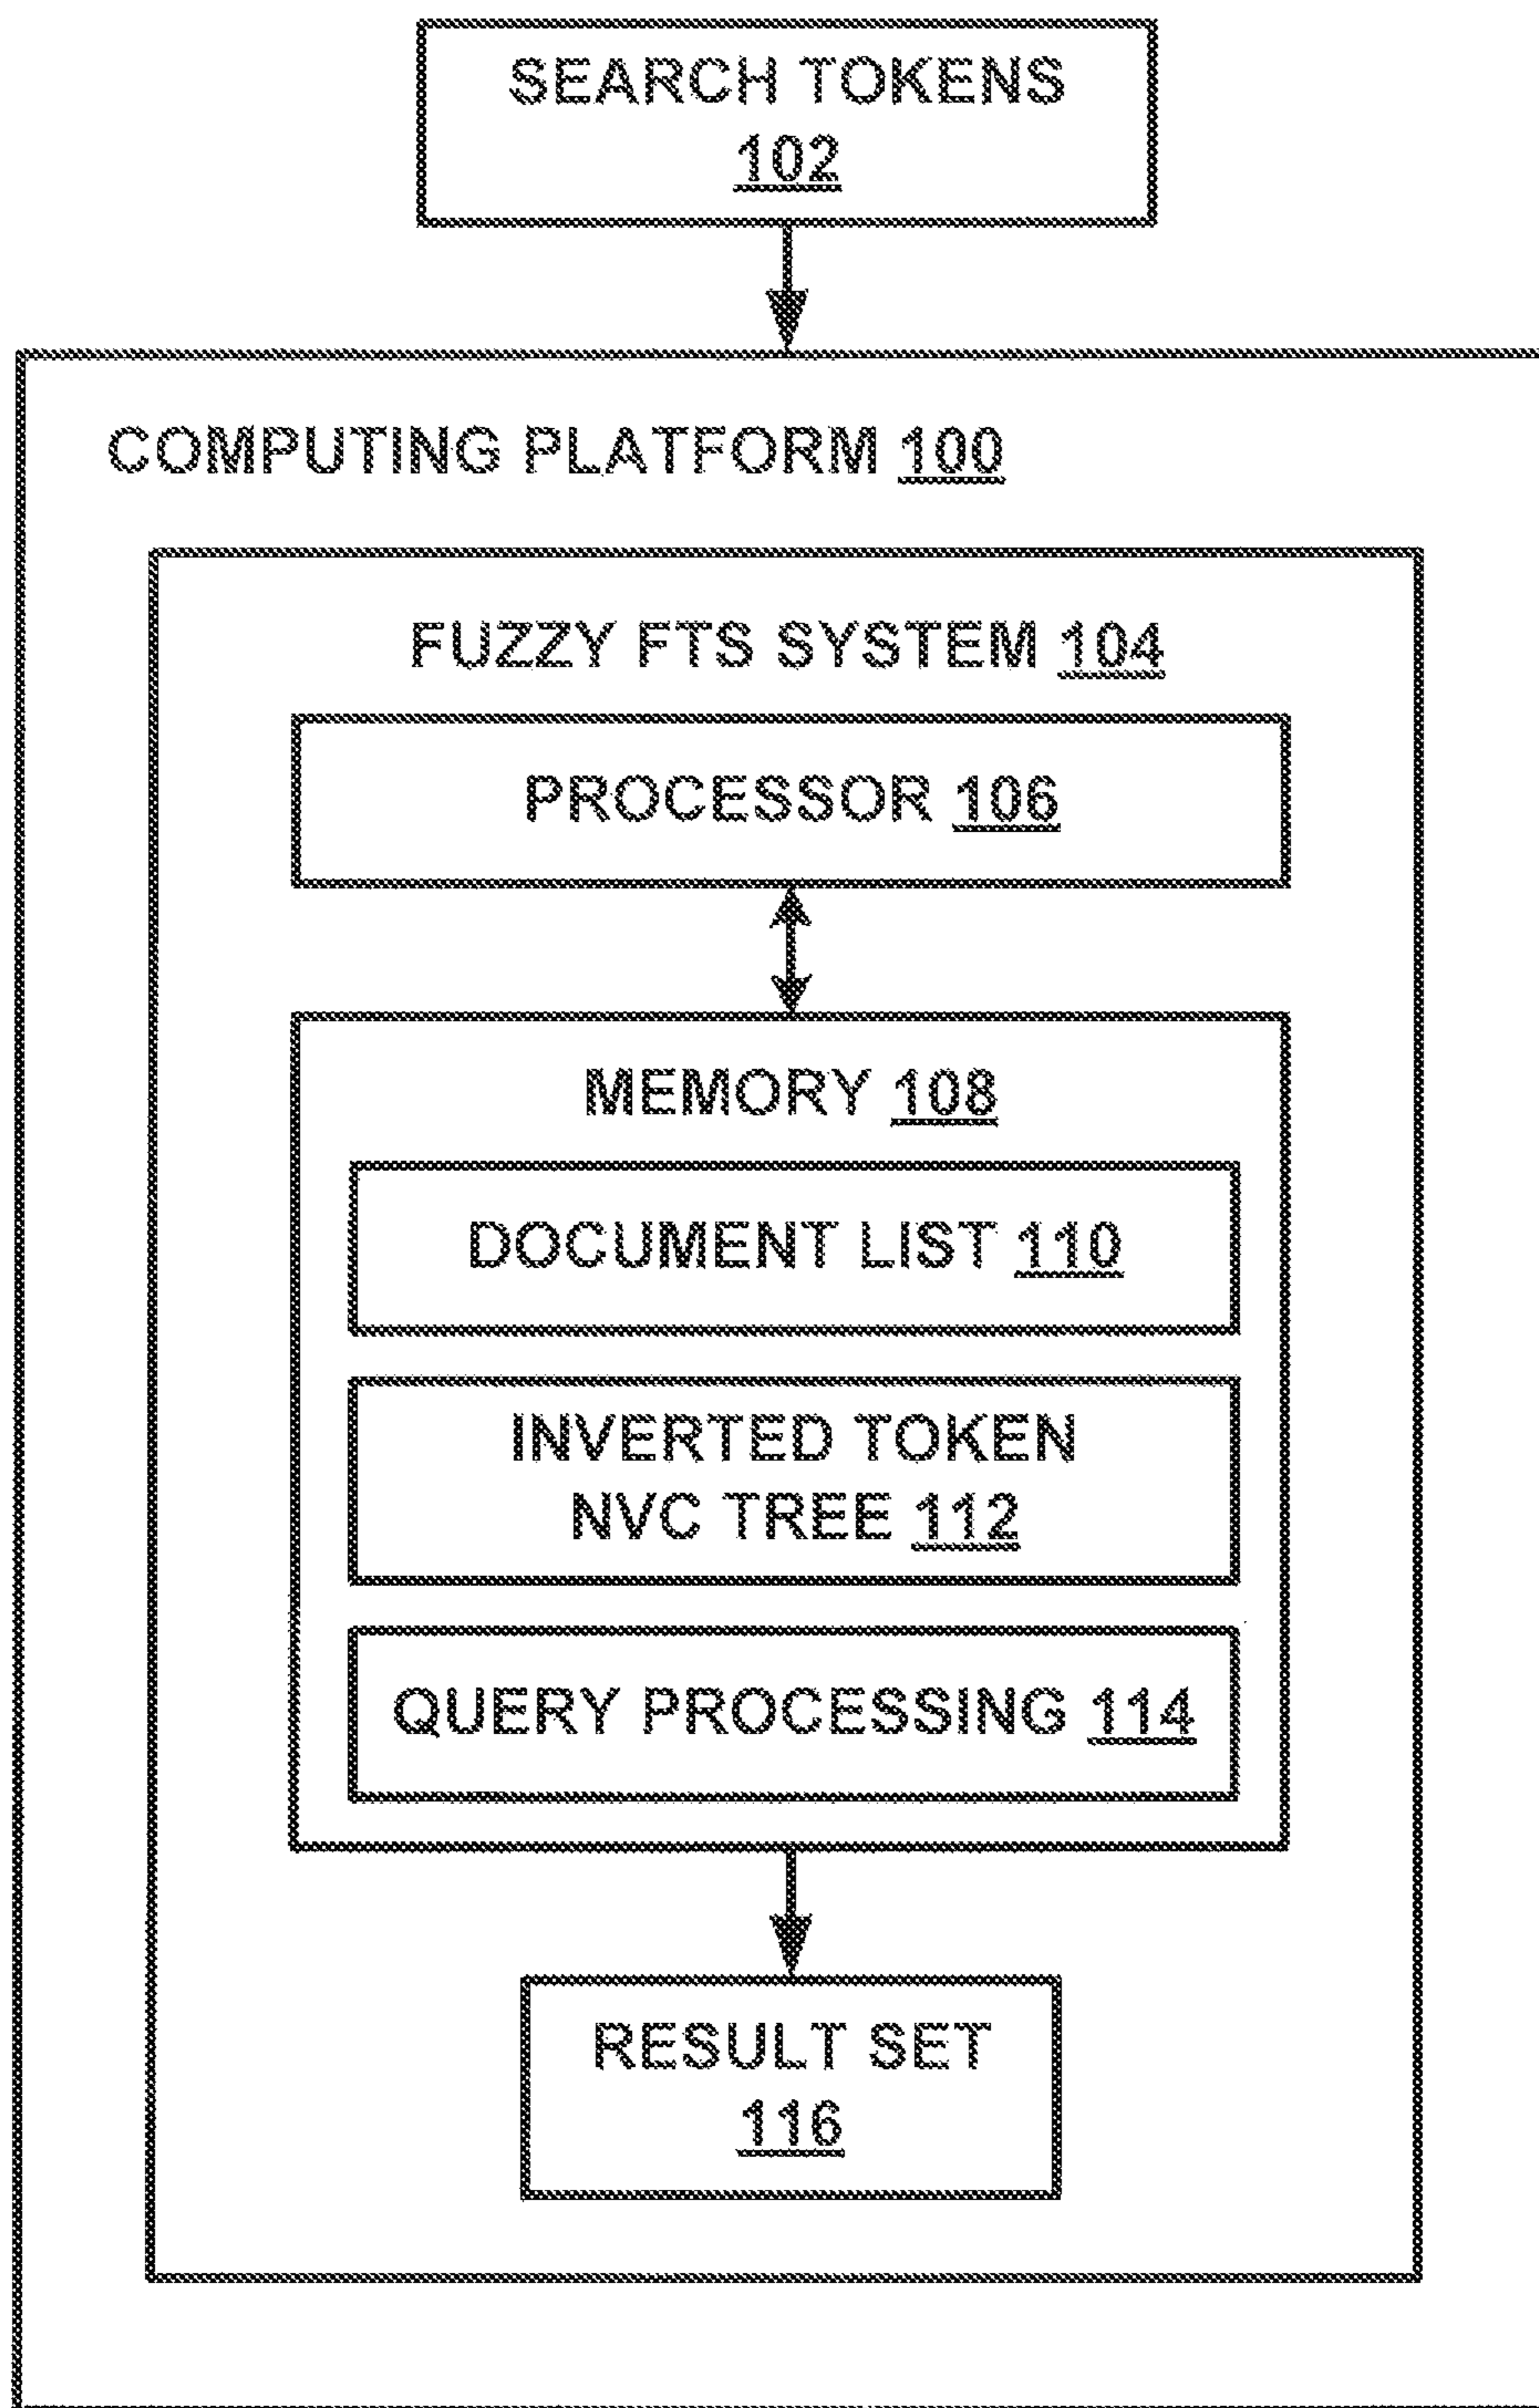 SEARCH TOKENS
102
COMPUTING PLATFORM 100
FUZZY FTS SYSTEM 104
PROCESSOR 106
MEMORY 108
DOCUMENT LIST 110
INVERTED TOKEN
NVC TREE 112
QUERY PROCESSING 114
RESULT SET
116